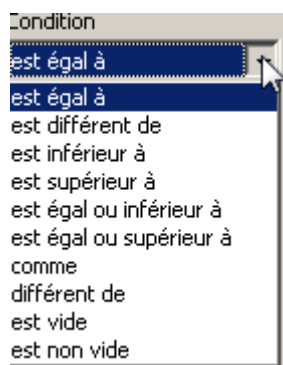 Condition
est égal à
est égal à
est différent de
est inférieur à
est supérieur à
est égal ou inférieur à
est égal ou supérieur à
comme
différent de
est vide
est non vide